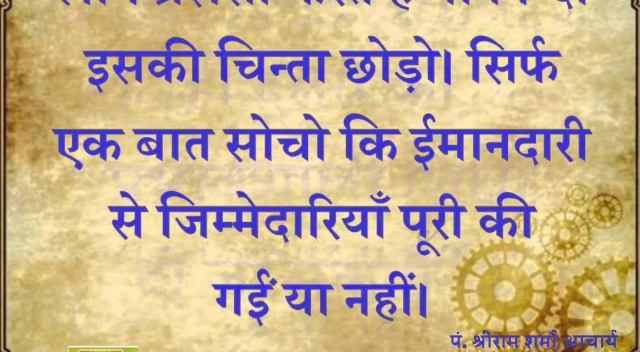 इसकी चिन्ता छोड़ो। सिर्फ
एक बात सोचो कि ईमानदारी
से जिम्मेदारियाँ पूरी की
गईं या नहीं।
पं. श्रीराम शर्मा आचार्य